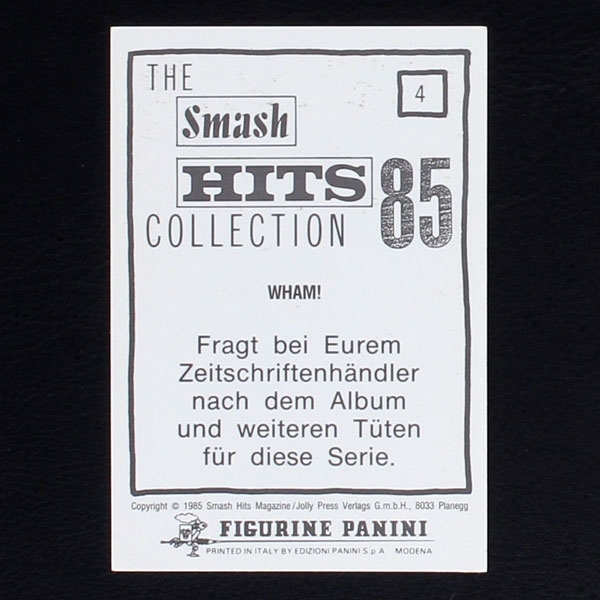 THE
4
Smash
HITS 85
COLLECTION
WHAM!
Fragt bei Eurem
Zeitschriftenhändler
nach dem Album
und weiteren Tüten
für diese Serie.
Copyright © 1985 Smash Hits Magazine/Jolly Press Verlags G.m.b.H., 8033 Planegg
FIGURINE PANINI
PRINTED IN ITALY BY EDIZIONI PANINI S.p.A. MODENA